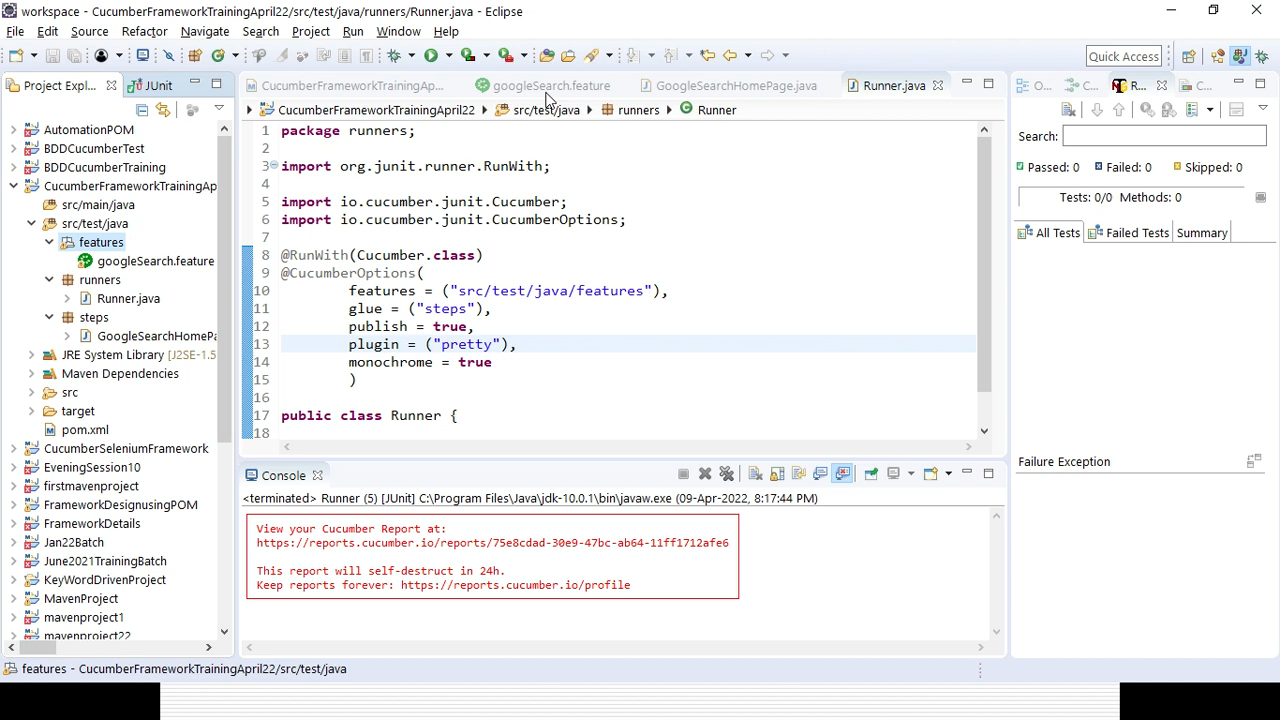 workspace - CucumberFrameworkTrainingApril22/src/test/java/runners/Runner.java - Eclipse
File Edit Source Refactor Navigate Search Project Run Window Help
Quick Access
Project Expl... JUnit
CucumberFrameworkTrainingAp... googleSearch.feature GoogleSearchHomePage.java Runner.java
O... C... R... C...
CucumberFrameworkTrainingApril22 src/test/java runners Runner
AutomationPOM
BDDCucumberTest
BDDCucumberTraining
CucumberFrameworkTrainingAp
src/main/java
src/test/java
features
googleSearch.feature
runners
Runner.java
steps
GoogleSearchHomePa
JRE System Library [J2SE-1.5
Maven Dependencies
src
target
pom.xml
CucumberSeleniumFramework
EveningSession10
firstmavenproject
FrameworkDesignusingPOM
FrameworkDetails
Jan22Batch
June2021TrainingBatch
KeyWordDrivenProject
MavenProject
mavenproject1
mavenproject22
1 package runners;
2
3 import org.junit.runner.RunWith;
4
5 import io.cucumber.junit.Cucumber;
6 import io.cucumber.junit.CucumberOptions;
7
8 @RunWith(Cucumber.class)
9 @CucumberOptions(
10 features = ("src/test/java/features"),
11 glue = ("steps"),
12 publish = true,
13 plugin = ("pretty"),
14 monochrome = true
15 )
16
17 public class Runner {
18
Search:
Passed: 0 Failed: 0 Skipped: 0
Tests: 0/0 Methods: 0
All Tests Failed Tests Summary
Failure Exception
Console
<terminated> Runner (5) [JUnit] C:\Program Files\Java\jdk-10.0.1\bin\javaw.exe (09-Apr-2022, 8:17:44 PM)
View your Cucumber Report at:
https://reports.cucumber.io/reports/75e8cdad-30e9-47bc-ab64-11ff1712afe6
This report will self-destruct in 24h.
Keep reports forever: https://reports.cucumber.io/profile
features - CucumberFrameworkTrainingApril22/src/test/java